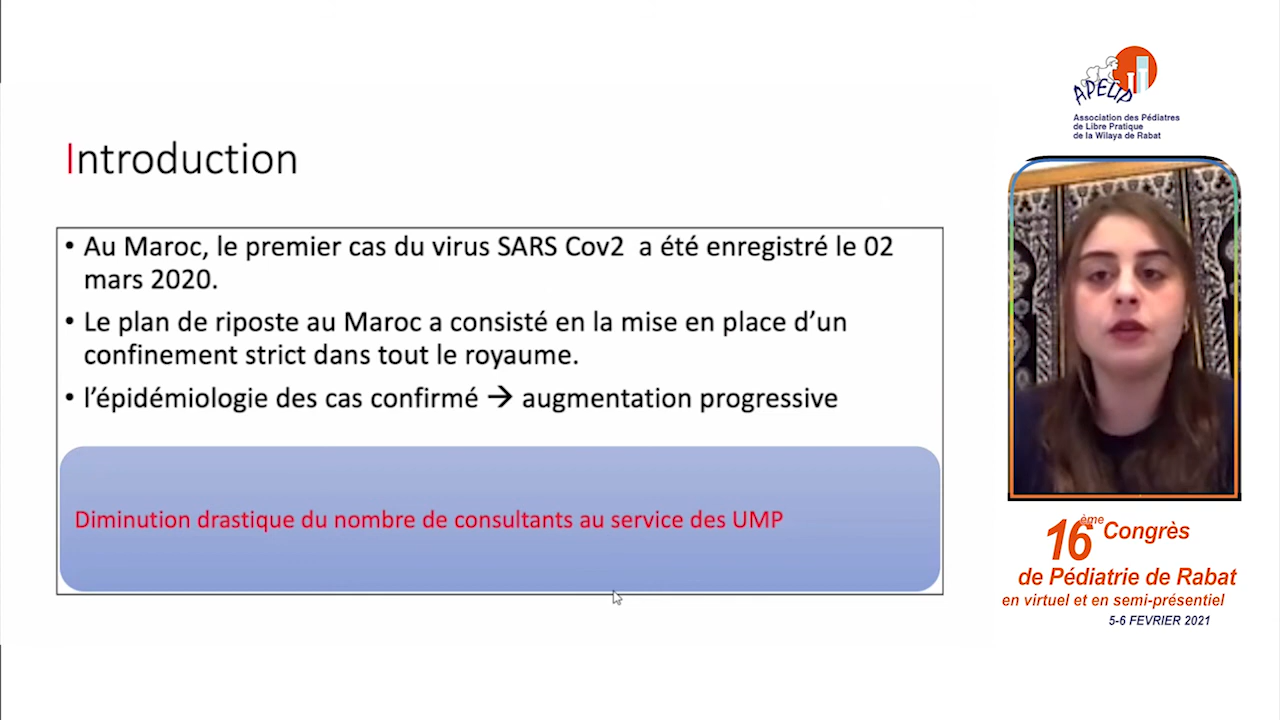 Introduction
• Au Maroc, le premier cas du virus SARS Cov2 a été enregistré le 02
mars 2020.
• Le plan de riposte au Maroc a consisté en la mise en place d’un
confinement strict dans tout le royaume.
• l’épidémiologie des cas confirmé → augmentation progressive
Diminution drastique du nombre de consultants au service des UMP
APELIP
Association des Pédiatres
de Libre Pratique
de la Wilaya de Rabat
16ème Congrès
de Pédiatrie de Rabat
en virtuel et en semi-présentiel
5-6 FEVRIER 2021